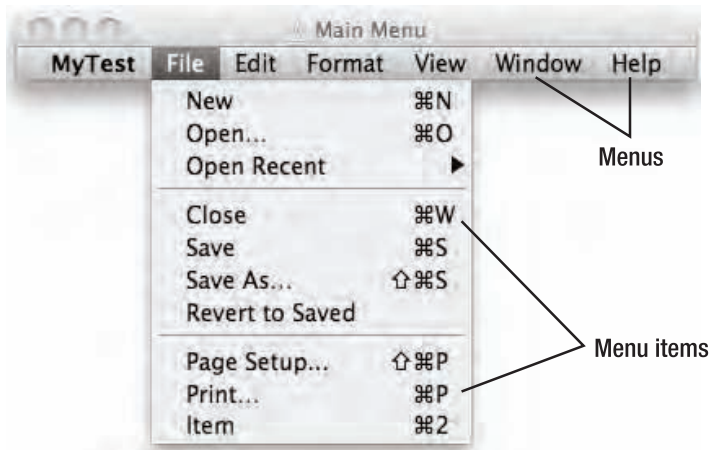 Main Menu
MyTest File Edit Format View Window Help
New ⌘N
Open... ⌘O
Open Recent ▶
Menus
Close ⌘W
Save ⌘S
Save As... ⇧⌘S
Revert to Saved
Menu items
Page Setup... ⇧⌘P
Print... ⌘P
Item ⌘2